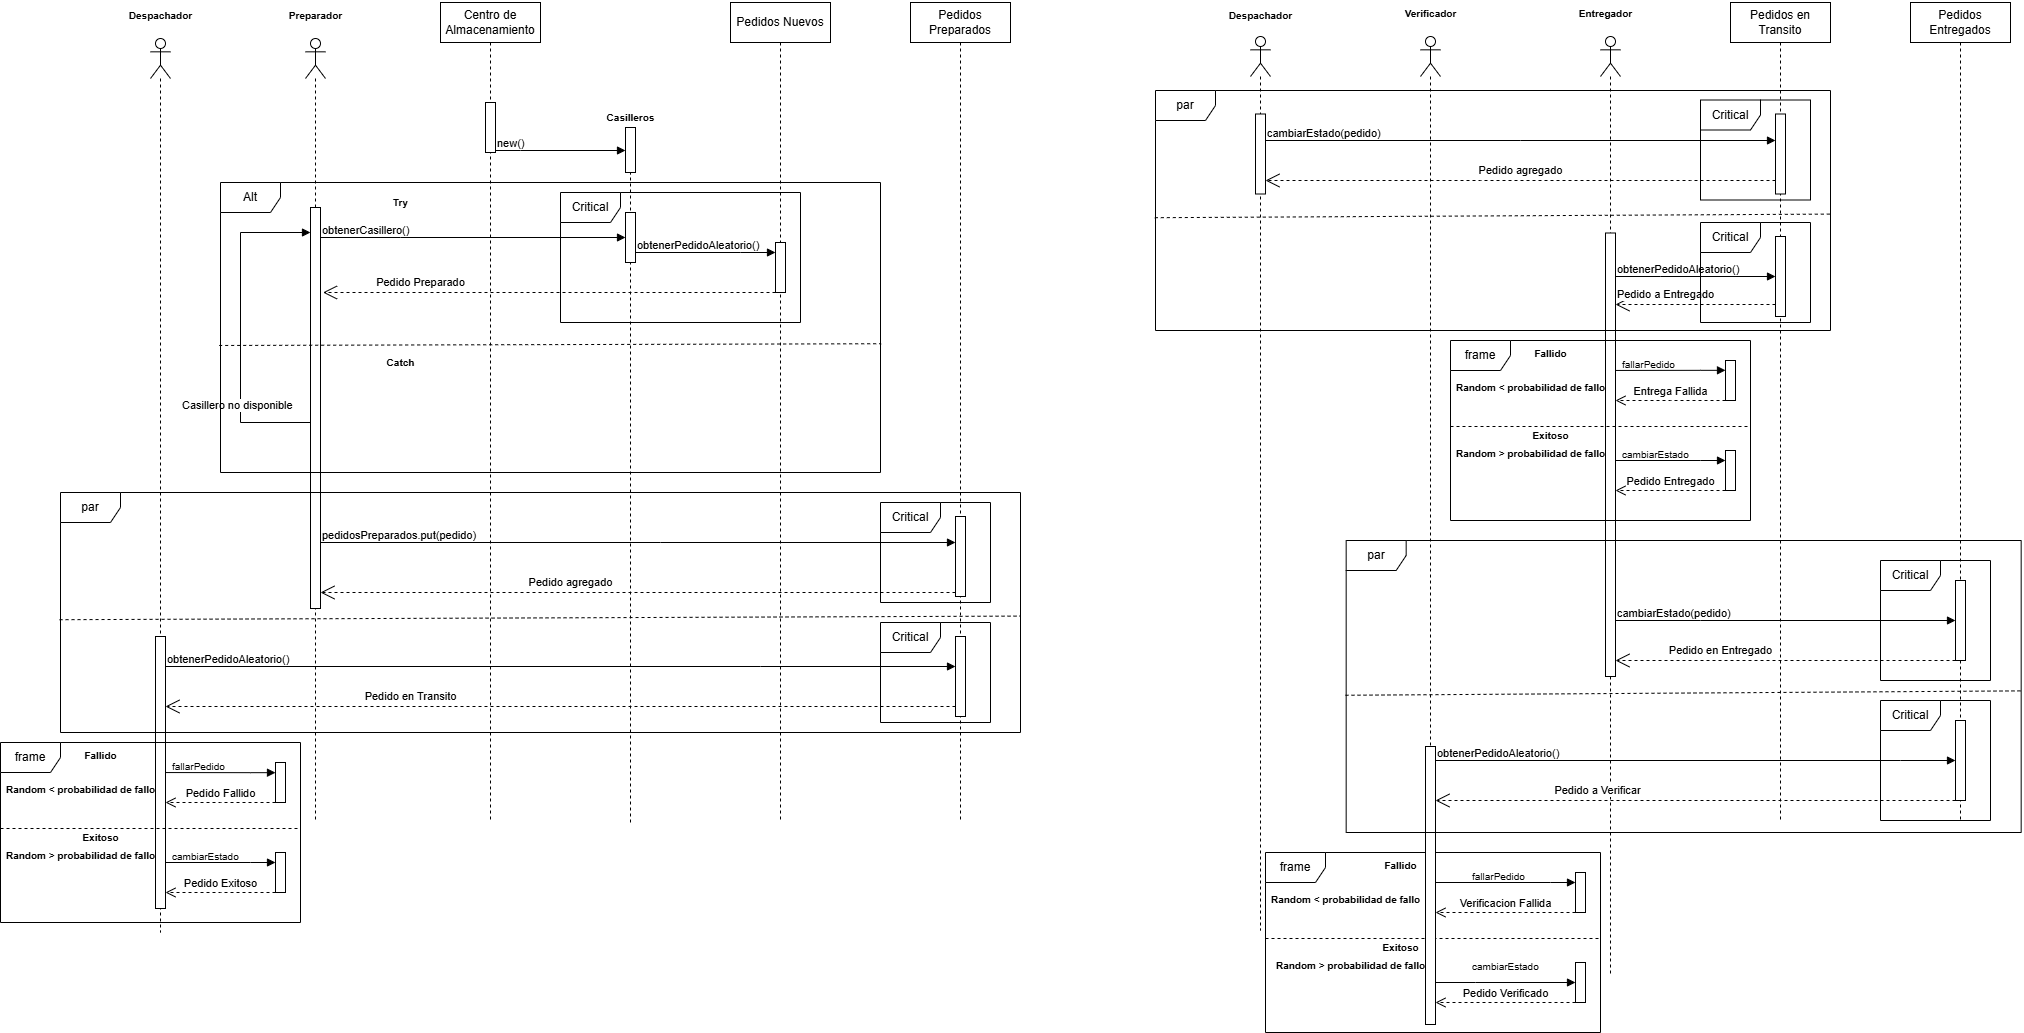 Despachador
Preparador
Centro de
Almacenamiento
Pedidos Nuevos
Pedidos
Preparados
Casilleros
new()
Alt
Try
Critical
obtenerCasillero()
obtenerPedidoAleatorio()
Pedido Preparado
Catch
Casillero no disponible
par
Critical
pedidosPreparados.put(pedido)
Pedido agregado
Critical
obtenerPedidoAleatorio()
Pedido en Transito
frame
Fallido
fallarPedido
Random < probabilidad de fallo
Pedido Fallido
Exitoso
Random > probabilidad de fallo
cambiarEstado
Pedido Exitoso
Despachador
Verificador
Entregador
Pedidos en
Transito
Pedidos
Entregados
par
Critical
cambiarEstado(pedido)
Pedido agregado
Critical
obtenerPedidoAleatorio()
Pedido a Entregado
frame
Fallido
fallarPedido
Random < probabilidad de fallo
Entrega Fallida
Exitoso
Random > probabilidad de fallo
cambiarEstado
Pedido Entregado
par
Critical
cambiarEstado(pedido)
Pedido en Entregado
Critical
obtenerPedidoAleatorio()
Pedido a Verificar
frame
Fallido
fallarPedido
Random < probabilidad de fallo
Verificacion Fallida
Exitoso
Random > probabilidad de fallo
cambiarEstado
Pedido Verificado